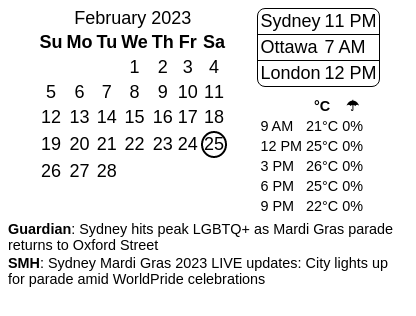 February 2023
Su Mo Tu We Th Fr Sa
1 2 3 4
5 6 7 8 9 10 11
12 13 14 15 16 17 18
19 20 21 22 23 24 25
26 27 28
Sydney 11 PM
Ottawa 7 AM
London 12 PM
°C ☂
9 AM 21°C 0%
12 PM 25°C 0%
3 PM 26°C 0%
6 PM 25°C 0%
9 PM 22°C 0%
Guardian: Sydney hits peak LGBTQ+ as Mardi Gras parade
returns to Oxford Street
SMH: Sydney Mardi Gras 2023 LIVE updates: City lights up
for parade amid WorldPride celebrations